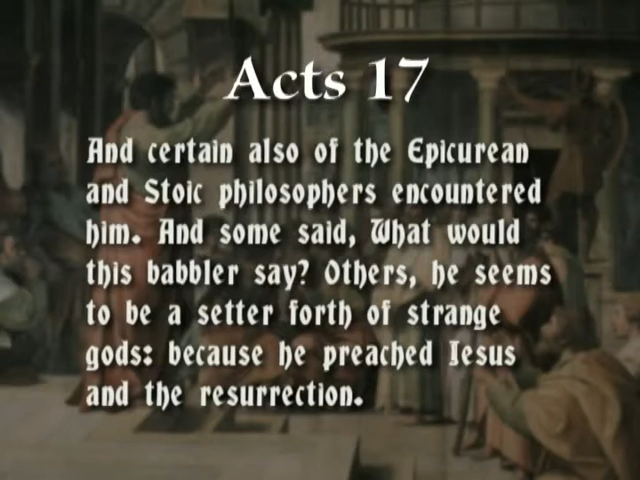 Acts 17
And certain also of the Epicurean
and Stoic philosophers encountered
him. And some said, What would
this babbler say? Others, he seems
to be a setter forth of strange
gods: because he preached Iesus
and the resurrection.